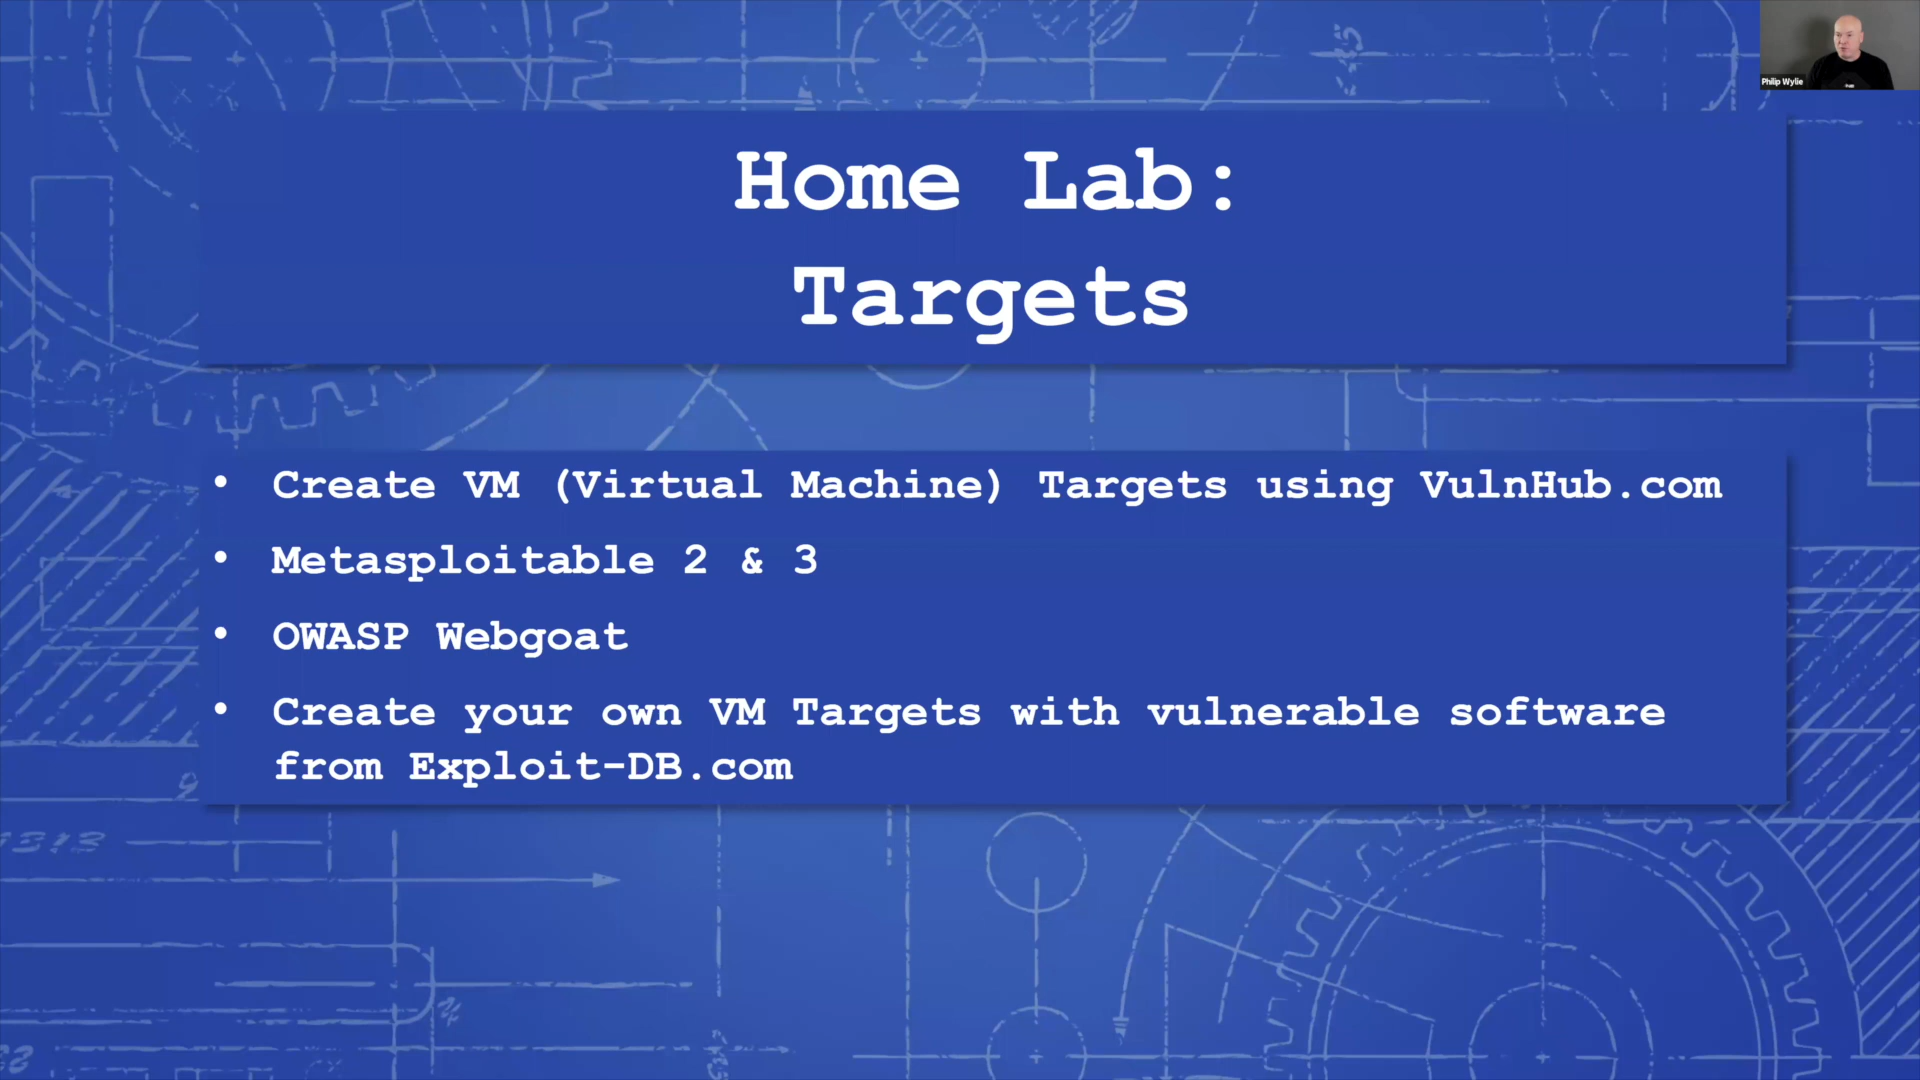 Philip Wylie
Home Lab:
Targets
• Create VM (Virtual Machine) Targets using VulnHub.com
• Metasploitable 2 & 3
• OWASP Webgoat
• Create your own VM Targets with vulnerable software
from Exploit-DB.com